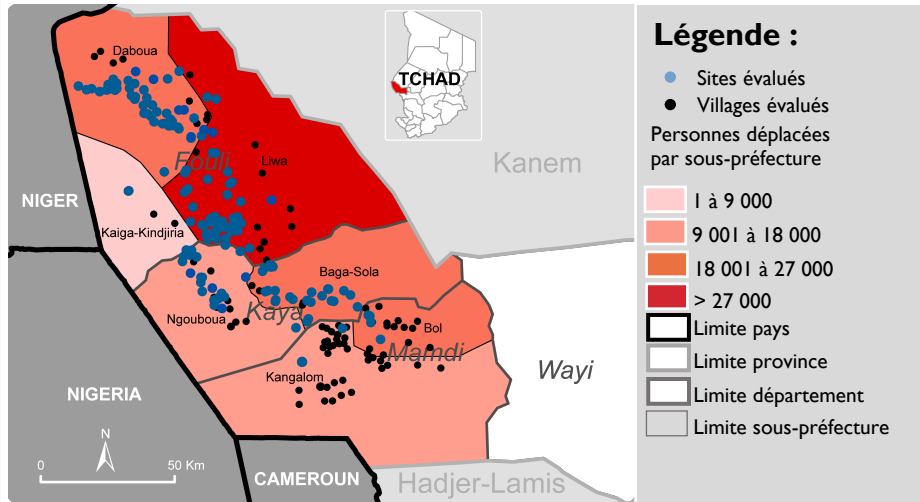 Daboua
TCHAD
Fouli
Liwa
Kanem
NIGER
Kaiga-Kindjiria
Baga-Sola
Ngouboua
Kaya
Bol
Mamdi
Kangalom
Wayi
NIGERIA
N
0 50 Km
CAMEROUN
Hadjer-Lamis
Légende :
Sites évalués
Villages évalués
Personnes déplacées
par sous-préfecture
1 à 9 000
9 001 à 18 000
18 001 à 27 000
> 27 000
Limite pays
Limite province
Limite département
Limite sous-préfecture